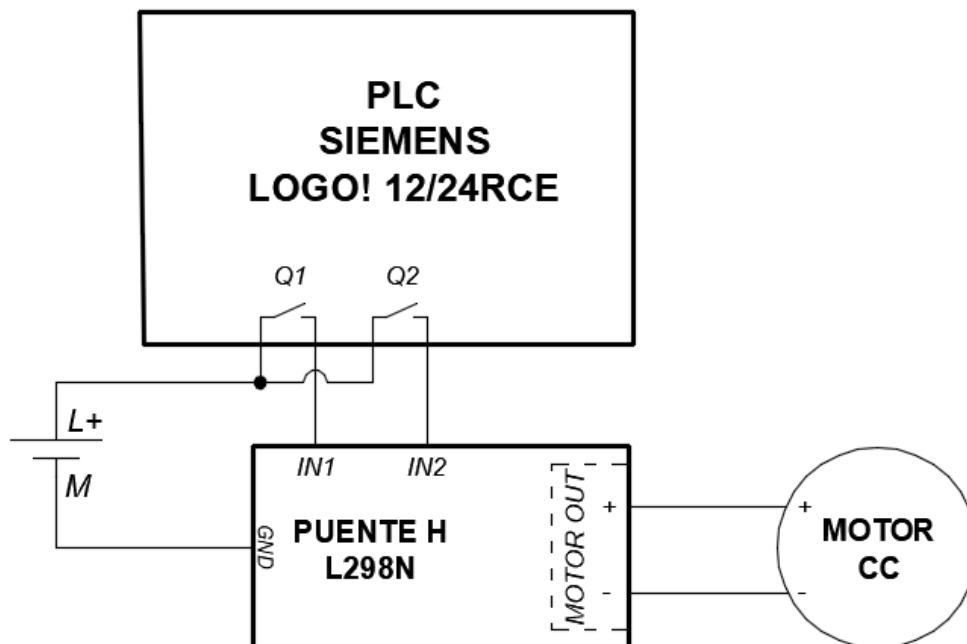 PLC
SIEMENS
LOGO! 12/24RCE
Q1
Q2
L+
M
IN1
IN2
GND
PUENTE H
L298N
MOTOR OUT
+
-
+
-
MOTOR
CC